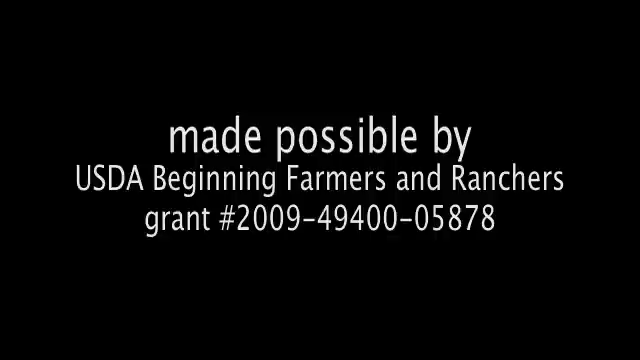 made possible by
USDA Beginning Farmers and Ranchers
grant #2009-49400-05878